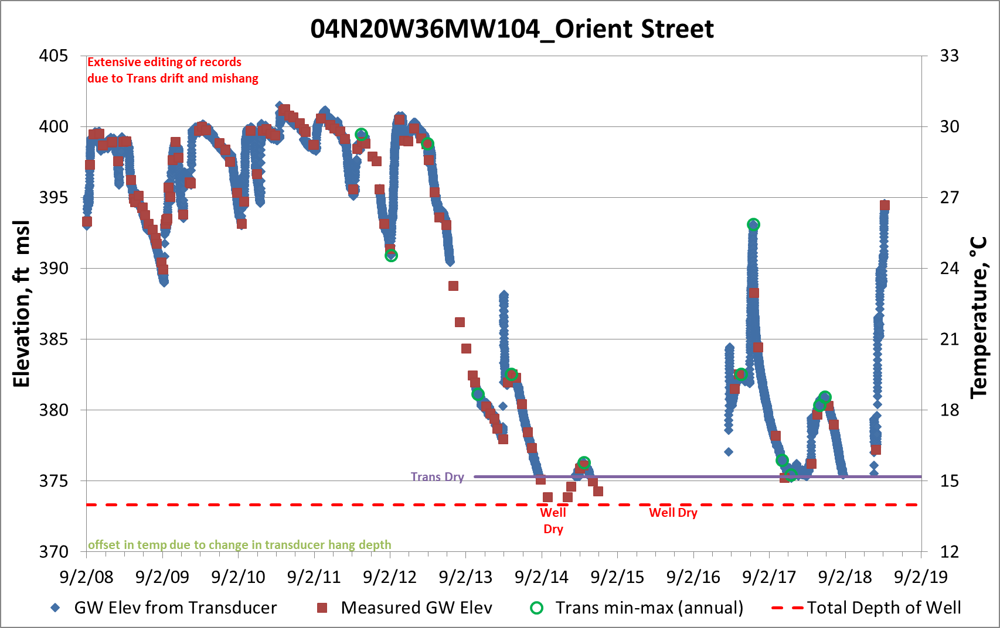 04N20W36MW104_Orient Street
405
400
395
390
385
380
375
370
Elevation, ft msl
33
30
27
24
21
18
15
12
Temperature, °C
Extensive editing of records
due to Trans drift and mishang
Trans Dry
Well
Dry
Well Dry
offset in temp due to change in transducer hang depth
9/2/08 9/2/09 9/2/10 9/2/11 9/2/12 9/2/13 9/2/14 9/2/15 9/2/16 9/2/17 9/2/18 9/2/19
GW Elev from Transducer Measured GW Elev Trans min-max (annual) Total Depth of Well